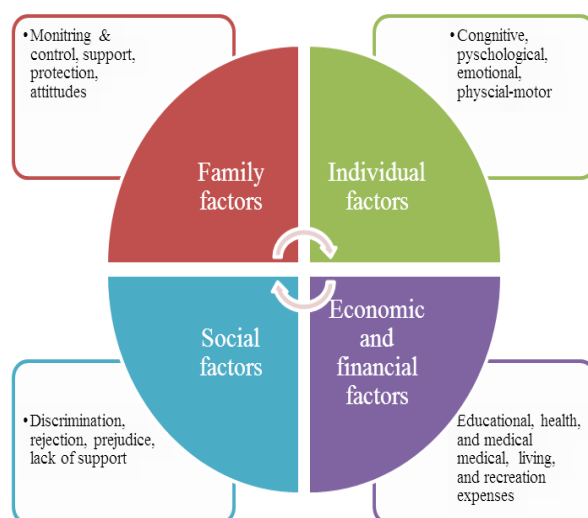 •Monitring &
control, support,
protection,
attitudes
•Congnitive,
pyschological,
emotional,
physcial-motor
Family
factors
Individual
factors
Social
factors
Economic
and
financial
factors
•Discrimination,
rejection, prejudice,
lack of support
Educational, health,
and medical
medical, living,
and recreation
expenses